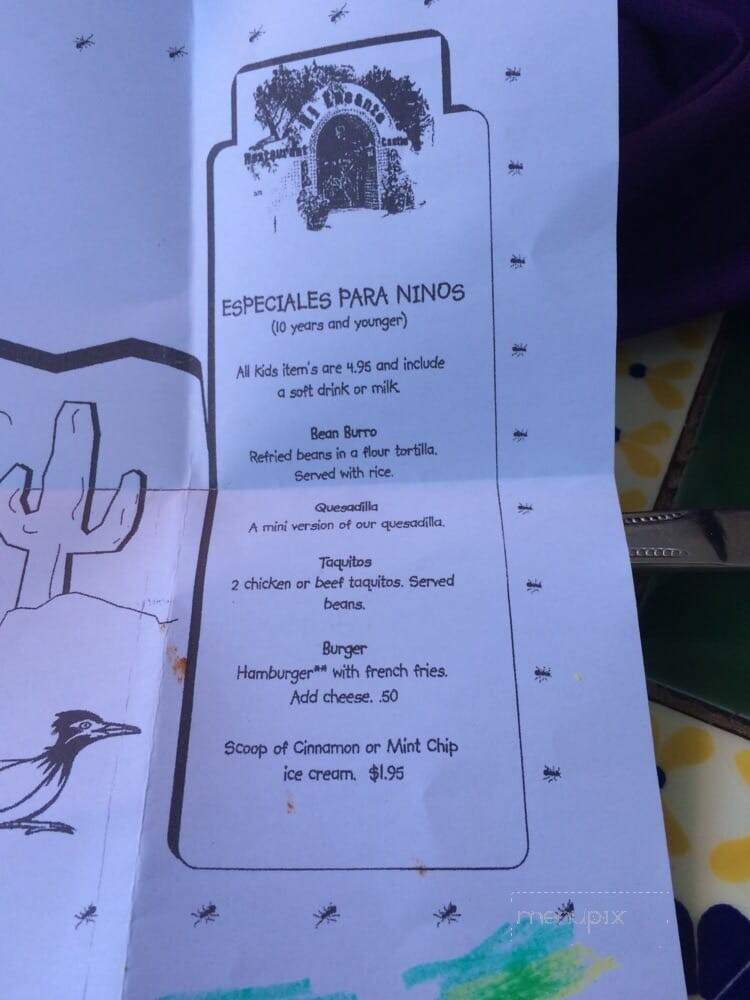 El Encanto
Restaurant Cantina
ESPECIALES PARA NINOS
(10 years and younger)
All kids item's are 4.95 and include
a soft drink or milk.
Bean Burro
Refried beans in a flour tortilla.
Served with rice.
Quesadilla
A mini version of our quesadilla.
Taquitos
2 chicken or beef taquitos. Served
beans.
Burger
Hamburger** with french fries.
Add cheese. .50
Scoop of Cinnamon or Mint Chip
ice cream. $1.95
menupix